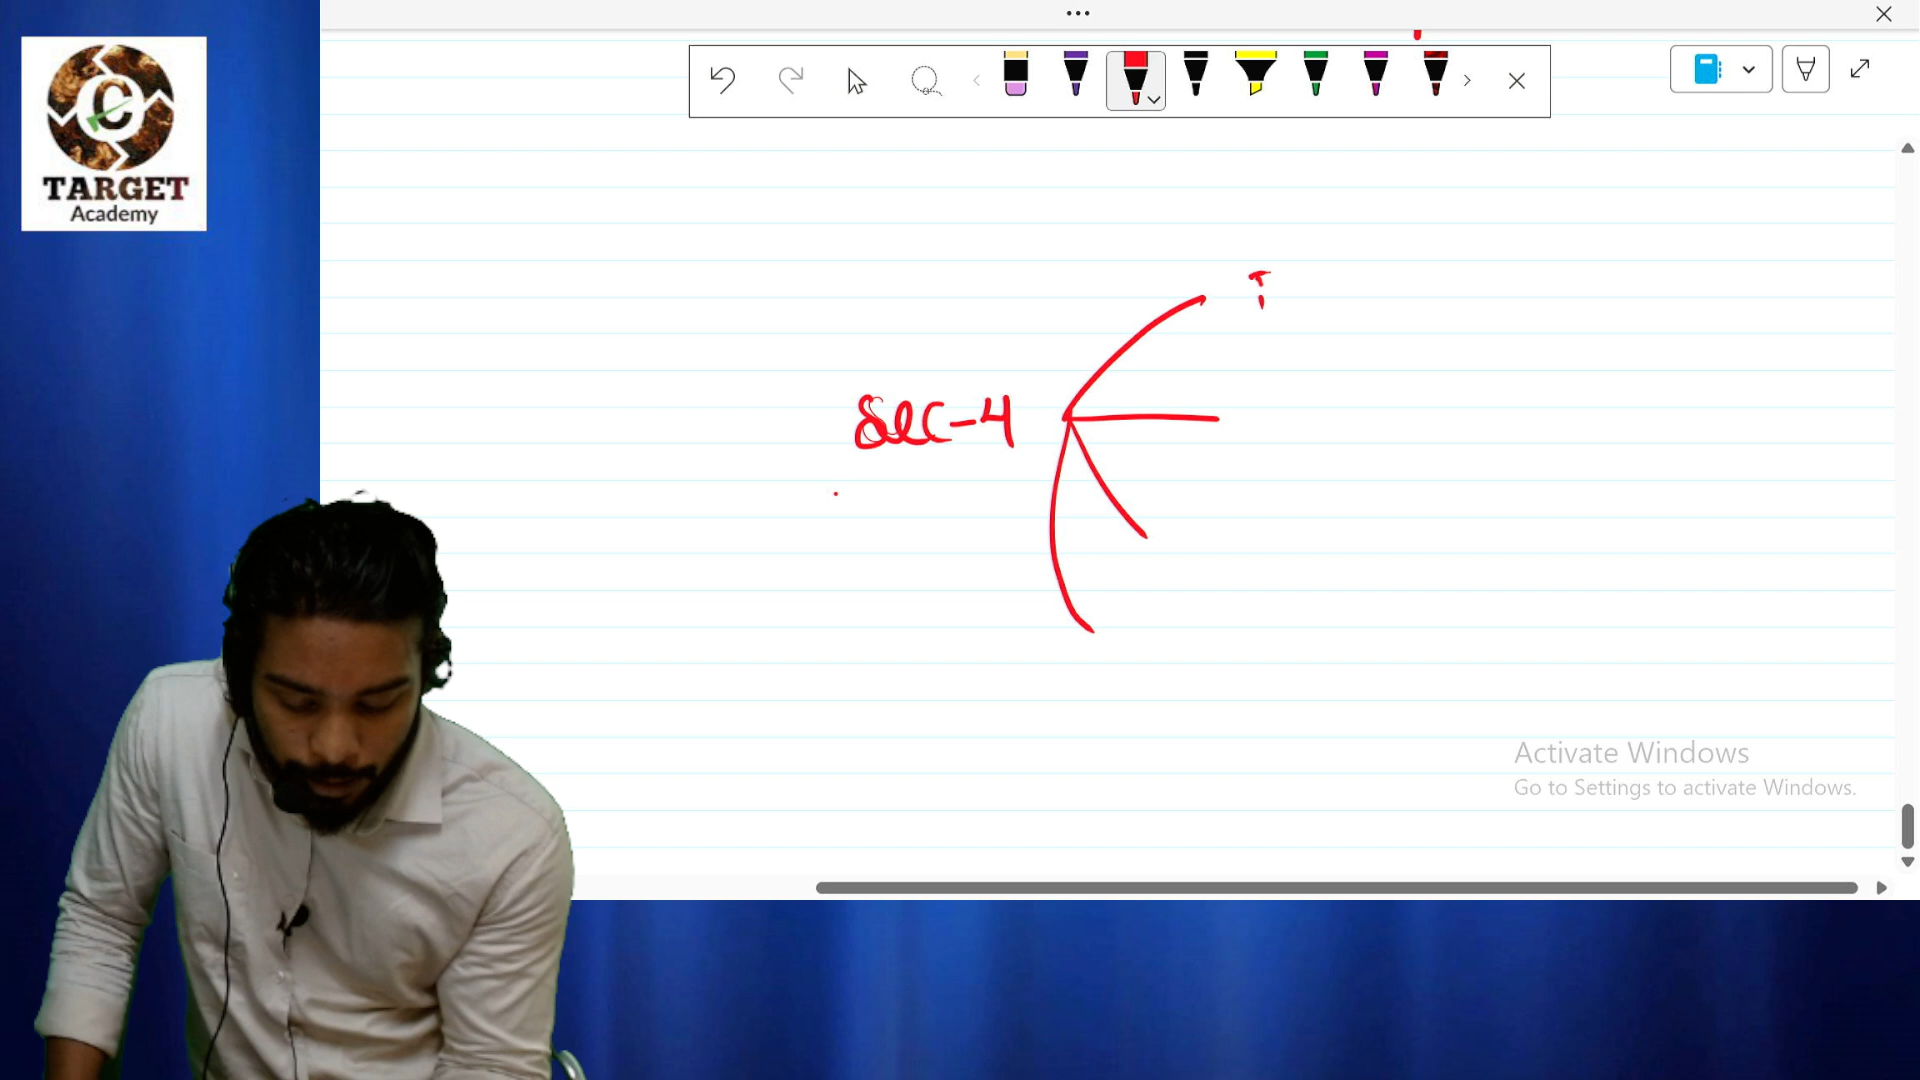 TARGET
Academy
Sec-4
Activate Windows
Go to Settings to activate Windows.